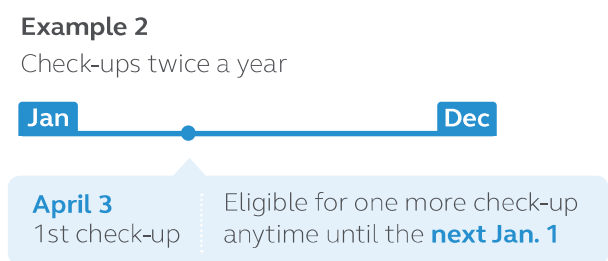 Example 2
Check-ups twice a year
Jan
Dec
April 3
1st check-up
Eligible for one more check-up
anytime until the next Jan. 1